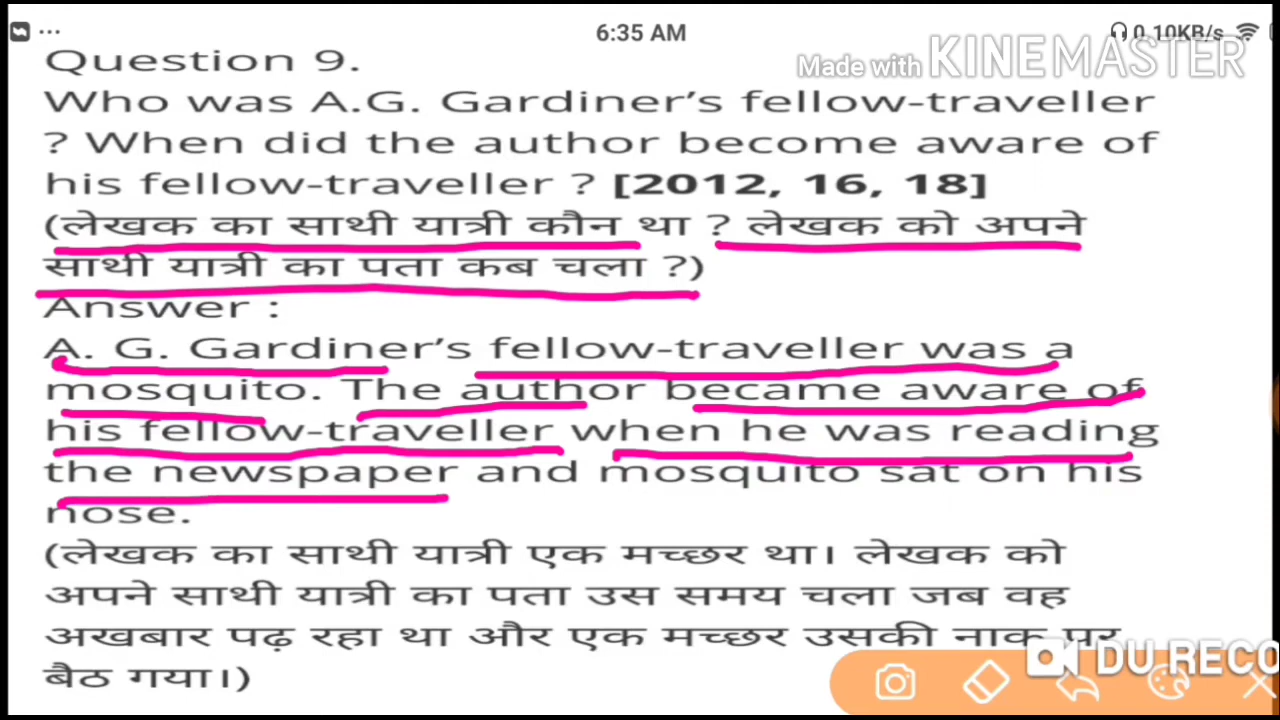 6:35 AM
0.10KB/s
Made with KINEMASTER
Question 9.
Who was A.G. Gardiner's fellow-traveller
? When did the author become aware of
his fellow-traveller ? [2012, 16, 18]
(लेखक का साथी यात्री कौन था ? लेखक को अपने
साथी यात्री का पता कब चला ?)
Answer :
A. G. Gardiner's fellow-traveller was a
mosquito. The author became aware of
his fellow-traveller when he was reading
the newspaper and mosquito sat on his
nose.
(लेखक का साथी यात्री एक मच्छर था। लेखक को
अपने साथी यात्री का पता उस समय चला जब वह
अखबार पढ़ रहा था और एक मच्छर उसकी नाक पर
बैठ गया।)
DU RECO